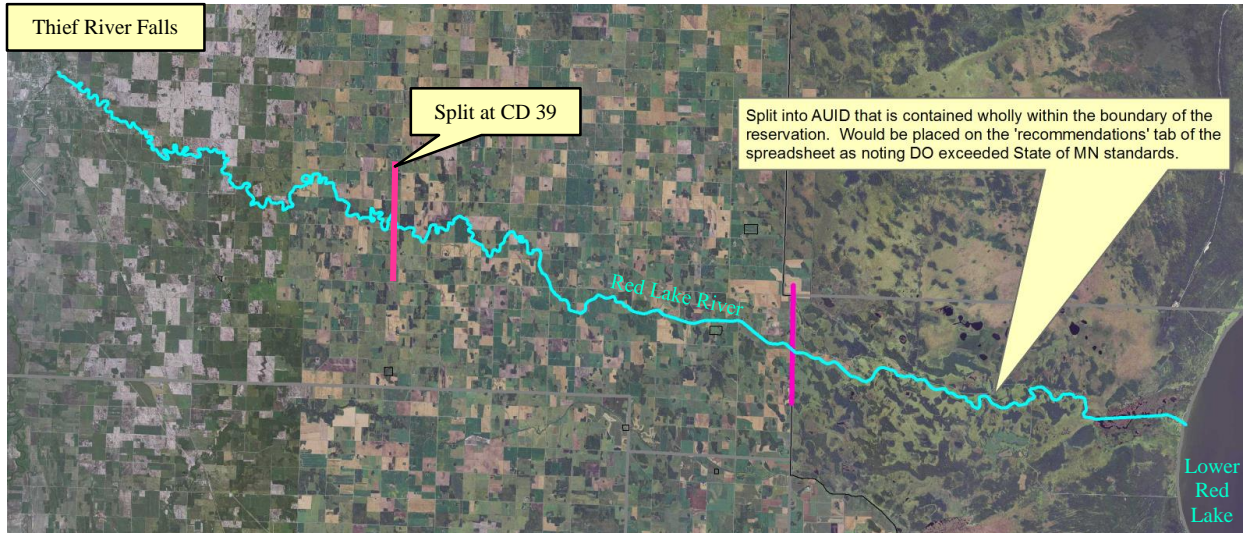 Thief River Falls
Split at CD 39
Split into AUID that is contained wholly within the boundary of the
reservation.  Would be placed on the 'recommendations' tab of the
spreadsheet as noting DO exceeded State of MN standards.
Red Lake River
Lower
Red
Lake